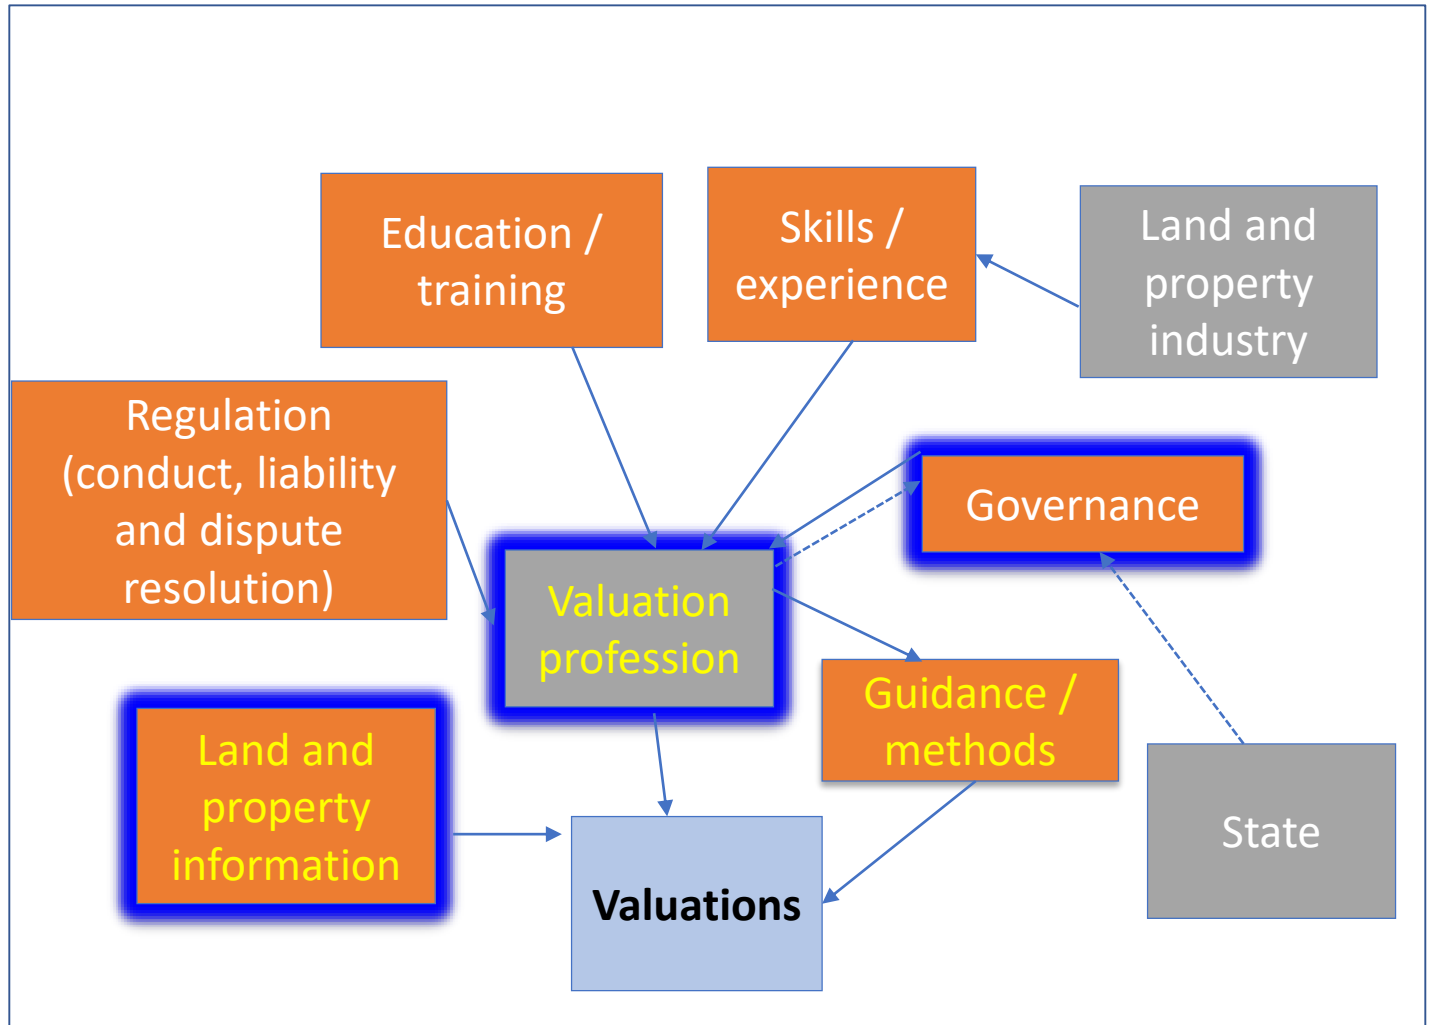 Education /
training
Skills /
experience
Land and
property
industry
Regulation
(conduct, liability
and dispute
resolution)
Governance
Valuation
profession
Guidance /
methods
Land and
property
information
State
Valuations